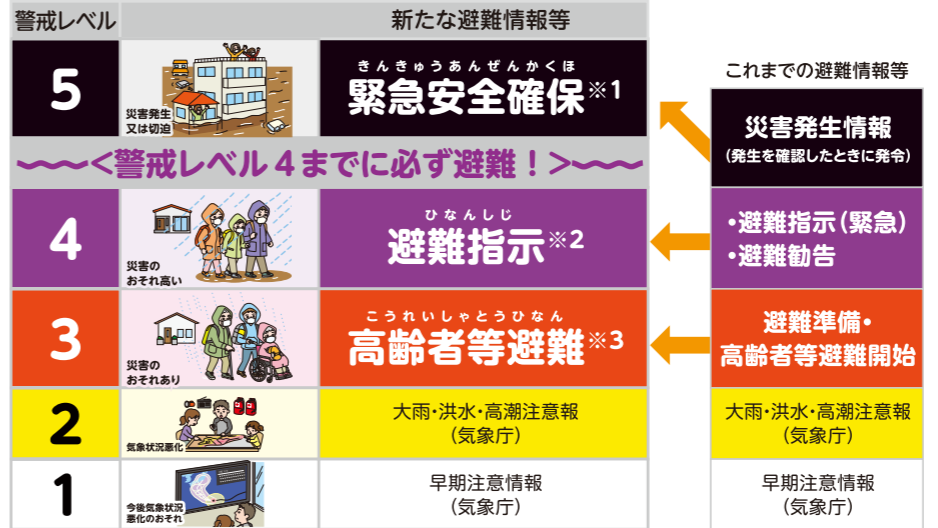 警戒レベル
新たな避難情報等
5
災害発生
又は切迫
きんきゅうあんぜんかくほ
緊急安全確保※1
〜〜〜<警戒レベル4までに必ず避難!>〜〜〜
4
災害の
おそれ高い
ひなんしじ
避難指示※2
3
災害の
おそれあり
こうれいしゃとうひなん
高齢者等避難※3
2
気象状況悪化
大雨・洪水・高潮注意報
(気象庁)
1
今後気象状況
悪化のおそれ
早期注意情報
(気象庁)
これまでの避難情報等
災害発生情報
(発生を確認したときに発令)
・避難指示(緊急)
・避難勧告
避難準備・
高齢者等避難開始
大雨・洪水・高潮注意報
(気象庁)
早期注意情報
(気象庁)